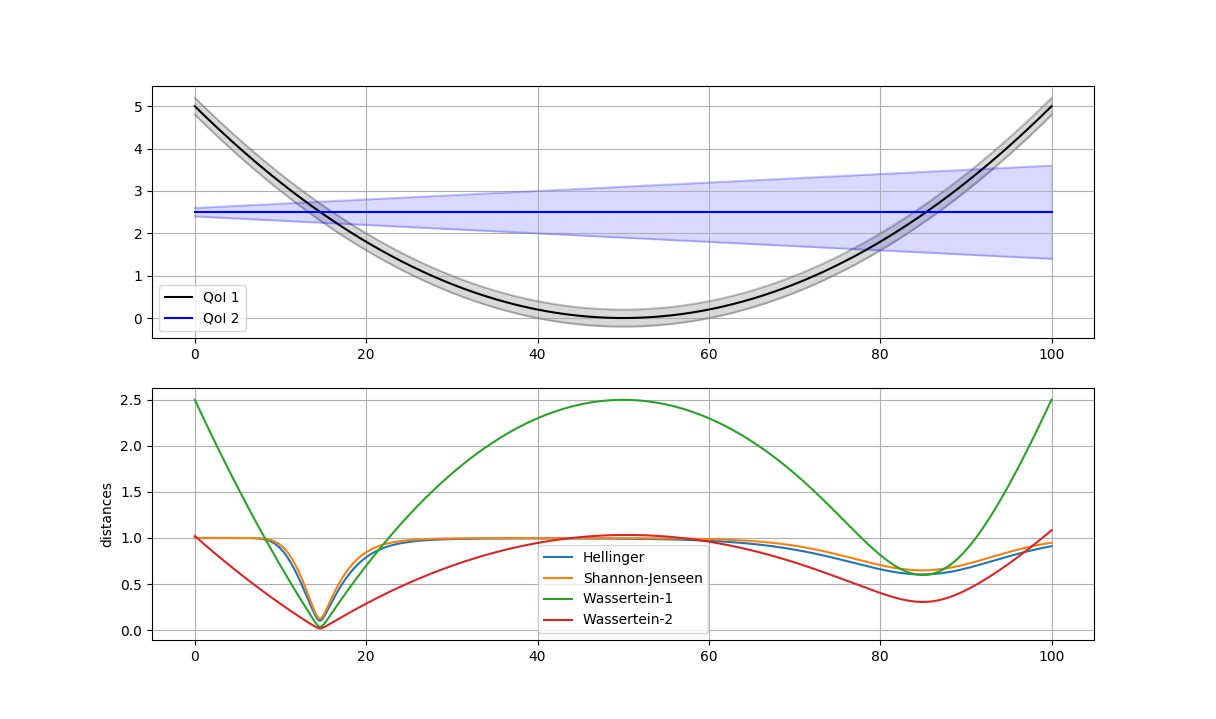 5
4
3
2
1
0
QoI 1
QoI 2
0 20 40 60 80 100
2.5
2.0
1.5
1.0
0.5
0.0
distances
Hellinger
Shannon-Jenseen
Wassertein-1
Wassertein-2
0 20 40 60 80 100